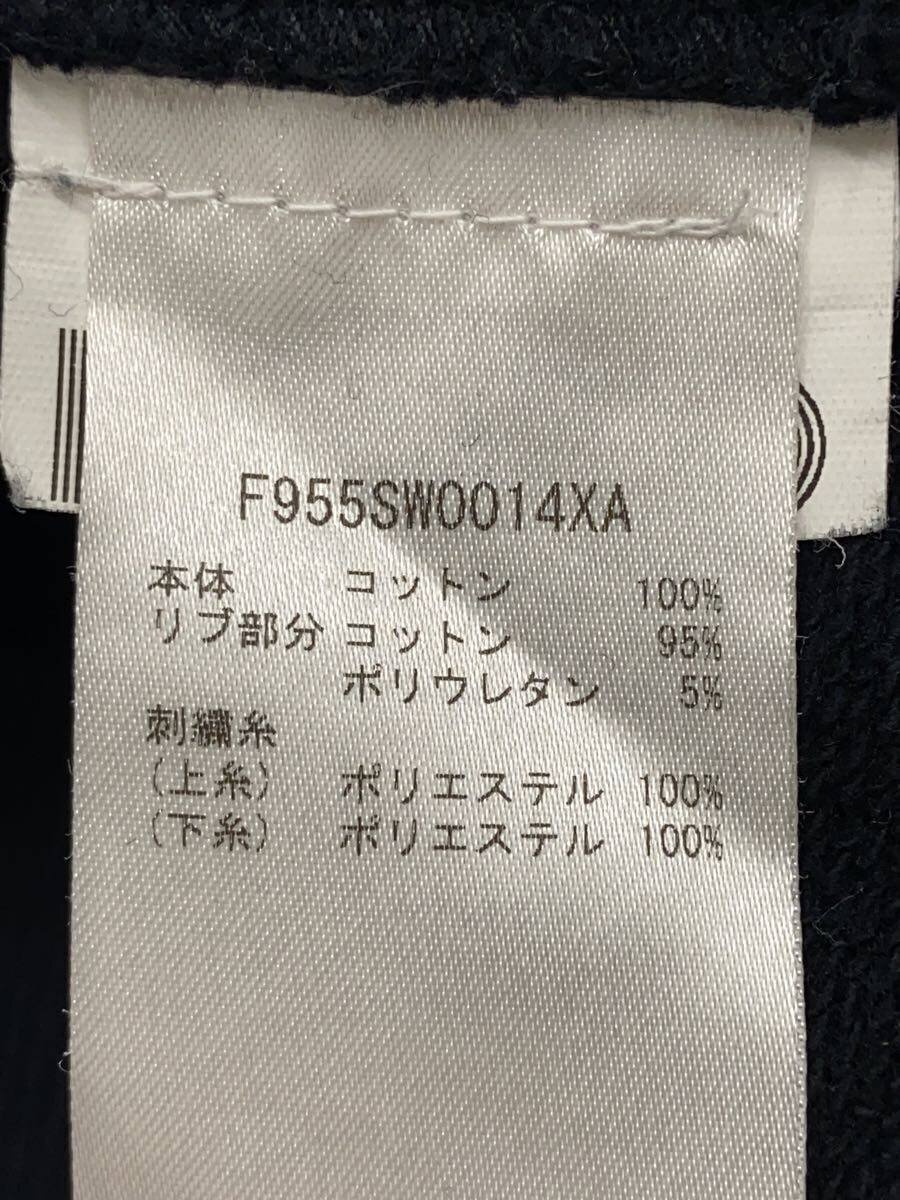 F955SW0014XA
本体 コットン 100%
リブ部分 コットン 95%
ポリウレタン 5%
刺繍糸
(上糸) ポリエステル 100%
(下糸) ポリエステル 100%